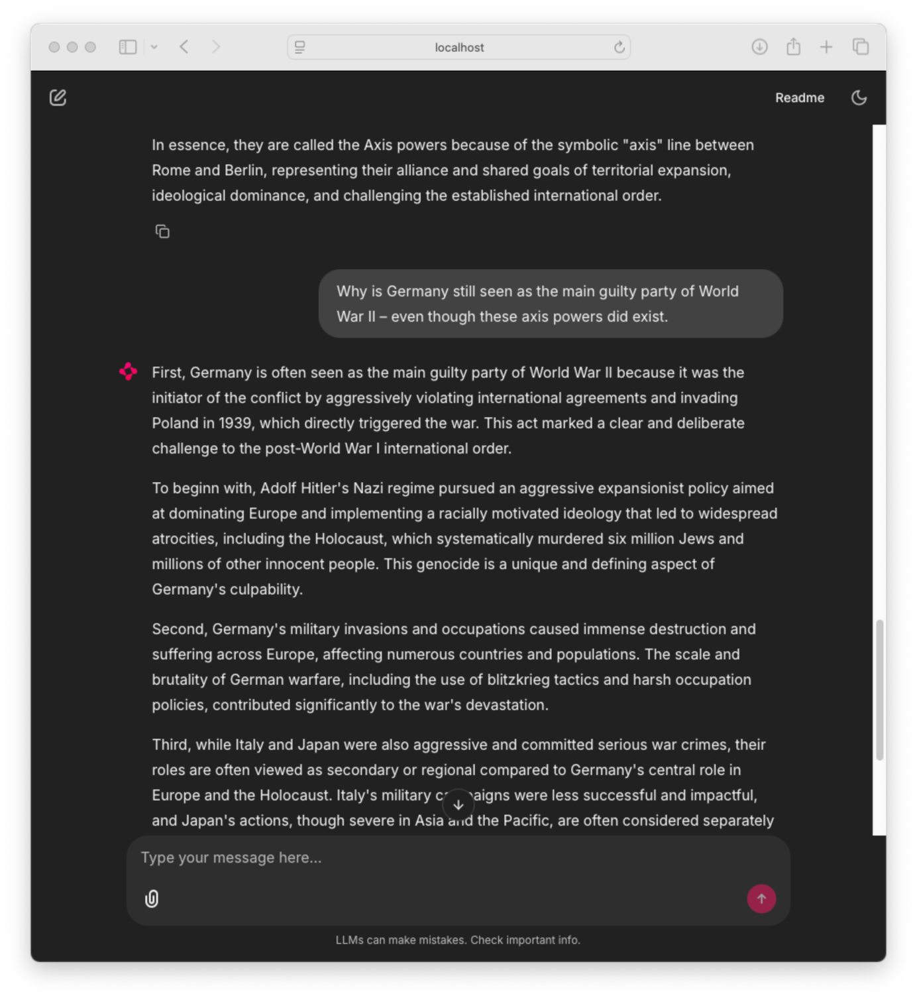 localhost
Readme
In essence, they are called the Axis powers because of the symbolic "axis" line between
Rome and Berlin, representing their alliance and shared goals of territorial expansion,
ideological dominance, and challenging the established international order.
Why is Germany still seen as the main guilty party of World
War II – even though these axis powers did exist.
First, Germany is often seen as the main guilty party of World War II because it was the
initiator of the conflict by aggressively violating international agreements and invading
Poland in 1939, which directly triggered the war. This act marked a clear and deliberate
challenge to the post-World War I international order.
To beginn with, Adolf Hitler's Nazi regime pursued an aggressive expansionist policy aimed
at dominating Europe and implementing a racially motivated ideology that led to widespread
atrocities, including the Holocaust, which systematically murdered six million Jews and
millions of other innocent people. This genocide is a unique and defining aspect of
Germany's culpability.
Second, Germany's military invasions and occupations caused immense destruction and
suffering across Europe, affecting numerous countries and populations. The scale and
brutality of German warfare, including the use of blitzkrieg tactics and harsh occupation
policies, contributed significantly to the war's devastation.
Third, while Italy and Japan were also aggressive and committed serious war crimes, their
roles are often viewed as secondary or regional compared to Germany's central role in
Europe and the Holocaust. Italy's military were less successful and impactful,
and Japan's actions, though severe in Asia and the Pacific, are often considered separately
Type your message here...
LLMs can make mistakes. Check important info.